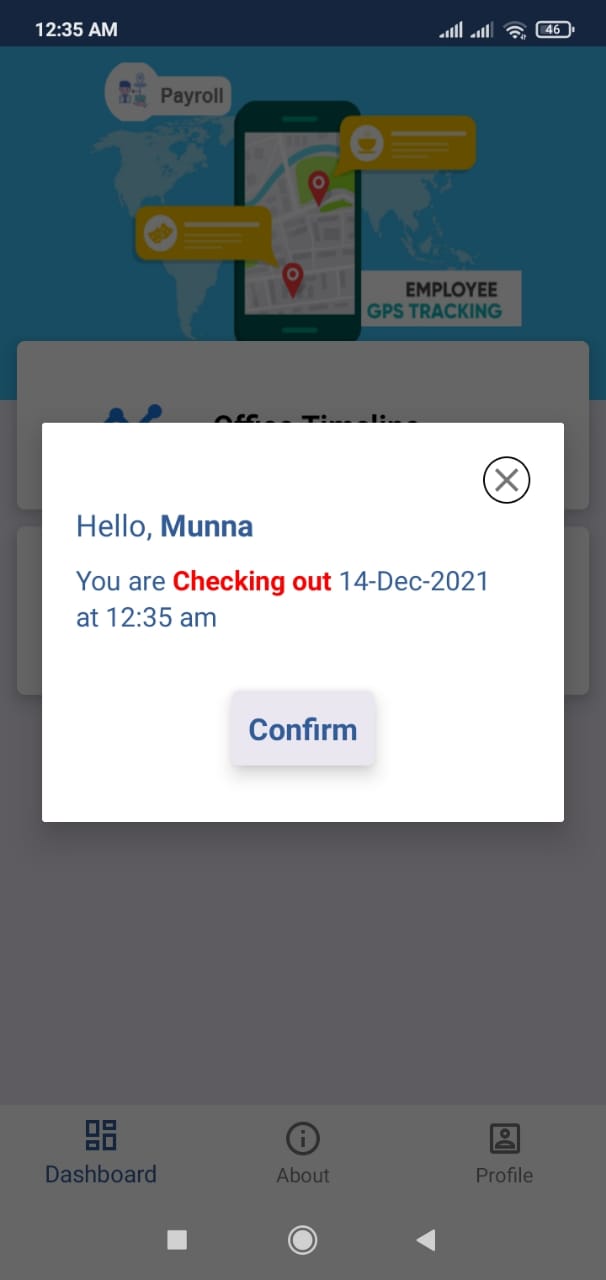 12:35 AM
46
Payroll
EMPLOYEE
GPS TRACKING
Office Timeline
Hello, Munna
You are Checking out 14-Dec-2021
at 12:35 am
Confirm
Dashboard
About
Profile